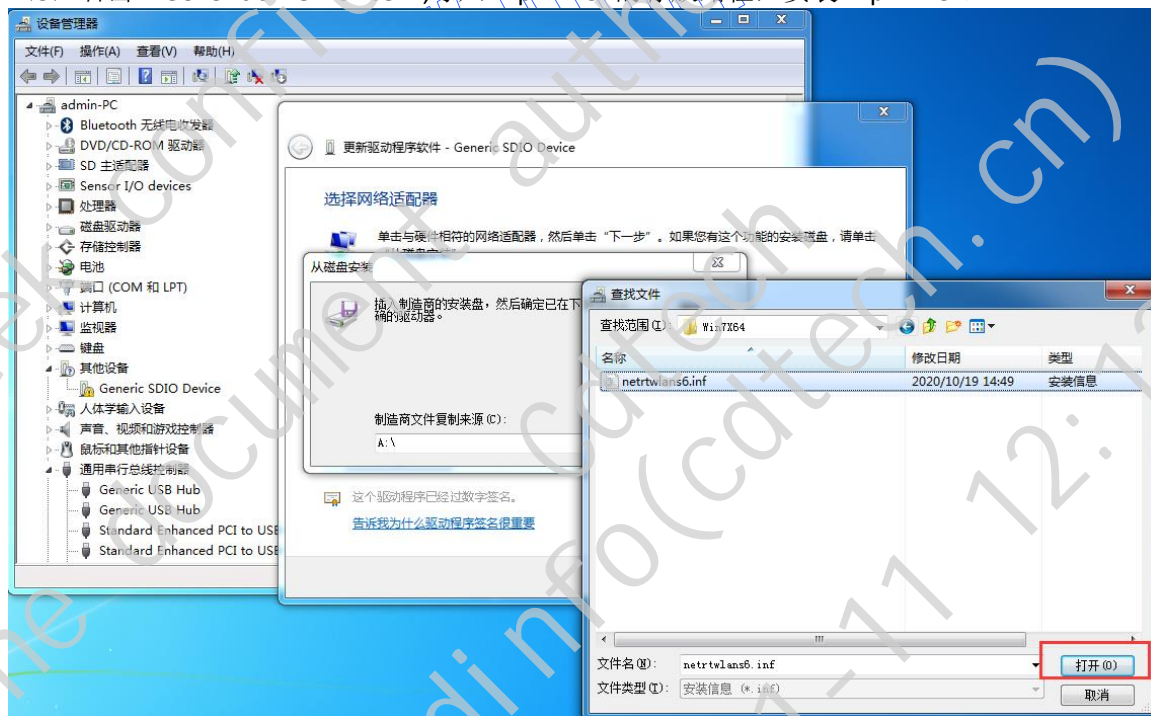 设备管理器
文件(F) 操作(A) 查看(V) 帮助(H)
admin-PC
Bluetooth 无线电收发器
DVD/CD-ROM 驱动器
SD 主适配器
Sensor I/O devices
处理器
磁盘驱动器
存储控制器
电池
端口 (COM 和 LPT)
计算机
监视器
键盘
其他设备
Generic SDIO Device
人体学输入设备
声音、视频和游戏控制器
鼠标和其他指针设备
通用串行总线控制器
Generic USB Hub
Generic USB Hub
Standard Enhanced PCI to USB
Standard Enhanced PCI to USB
更新驱动程序软件 - Generic SDIO Device
选择网络适配器
单击与硬件相符的网络适配器，然后单击“下一步”。如果您有这个功能的安装磁盘，请单击
“从磁盘安装”。
从磁盘安装
插入制造商的安装盘，然后确定已在下
确的驱动器。
制造商文件复制来源(C):
A:\
这个驱动程序已经过数字签名。
告诉我为什么驱动程序签名很重要
查找文件
查找范围(I): Win7X64
名称 修改日期 类型
netrtwlans6.inf 2020/10/19 14:49 安装信息
文件名(N): netrtwlans6.inf 打开(O)
文件类型(T): 安装信息 (*.inf) 取消